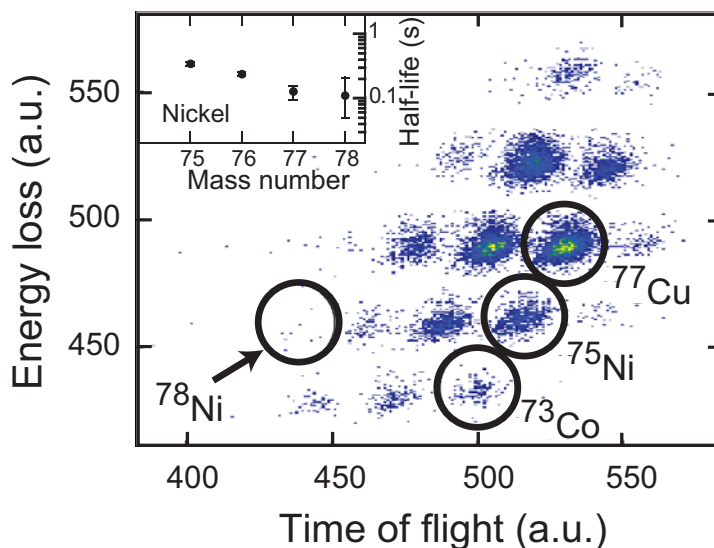 1
0.1
Half-life (s)
Nickel
75 76 77 78
Mass number
550
500
450
Energy loss (a.u.)
77Cu
75Ni
73Co
78Ni
400 450 500 550
Time of flight (a.u.)